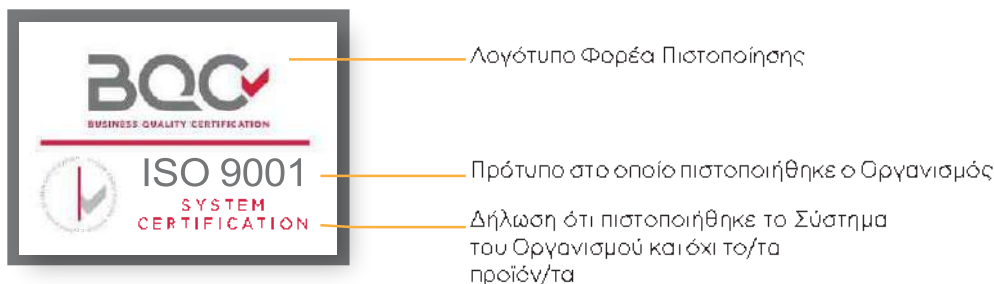 BQC
BUSINESS QUALITY CERTIFICATION
ISO 9001
SYSTEM
CERTIFICATION
Λογότυπο Φορέα Πιστοποίησης
Πρότυπο στο οποίο πιστοποιήθηκε ο Οργανισμός
Δήλωση ότι πιστοποιήθηκε το Σύστημα
του Οργανισμού και όχι το/τα
προϊόν/τα